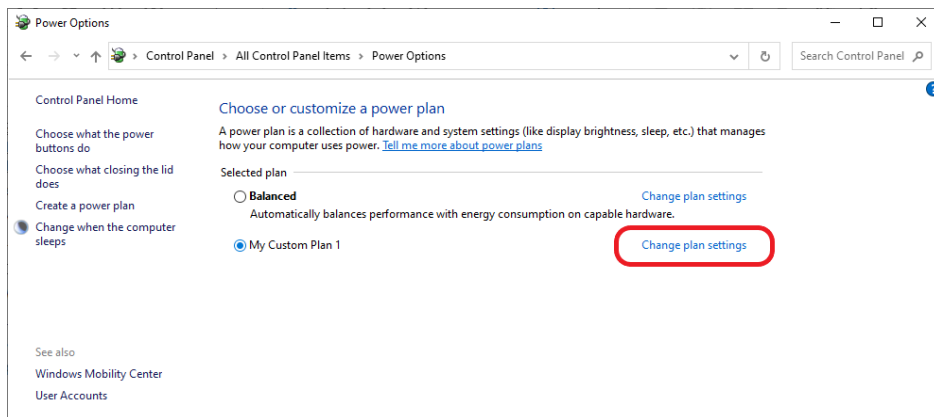 Power Options
Control Panel > All Control Panel Items > Power Options
Search Control Panel
Control Panel Home
Choose what the power
buttons do
Choose what closing the lid
does
Create a power plan
Change when the computer
sleeps
See also
Windows Mobility Center
User Accounts
Choose or customize a power plan
A power plan is a collection of hardware and system settings (like display brightness, sleep, etc.) that manages
how your computer uses power. Tell me more about power plans
Selected plan
Balanced Change plan settings
Automatically balances performance with energy consumption on capable hardware.
My Custom Plan 1 Change plan settings